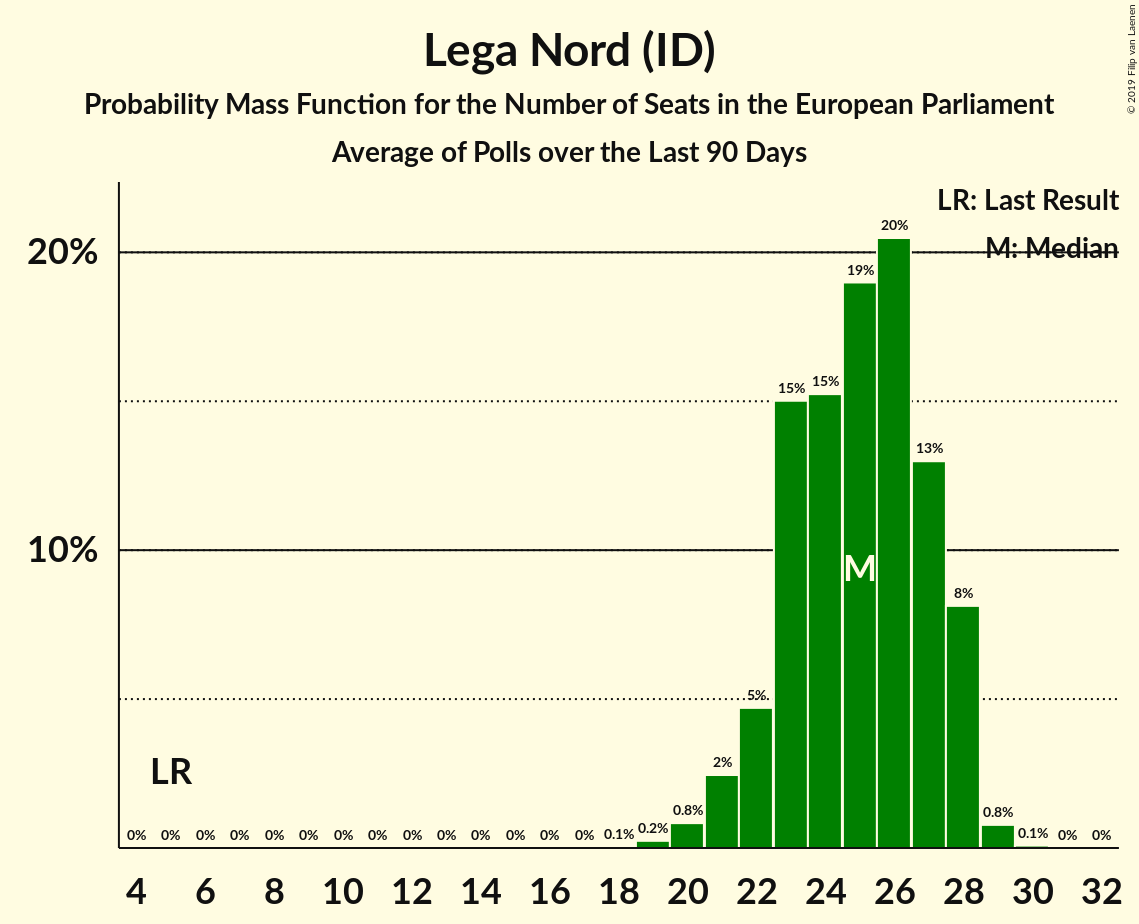 Lega Nord (ID)
Probability Mass Function for the Number of Seats in the European Parliament
Average of Polls over the Last 90 Days
© 2019 Filip van Laenen
LR: Last Result
M: Median
20%
10%
20%
19%
15% 15%
13%
8%
5%
2%
0.8% 0.8%
0% 0% 0% 0% 0% 0% 0% 0% 0% 0% 0% 0% 0% 0% 0.1% 0.2% 0.1% 0% 0%
M
LR
4 6 8 10 12 14 16 18 20 22 24 26 28 30 32